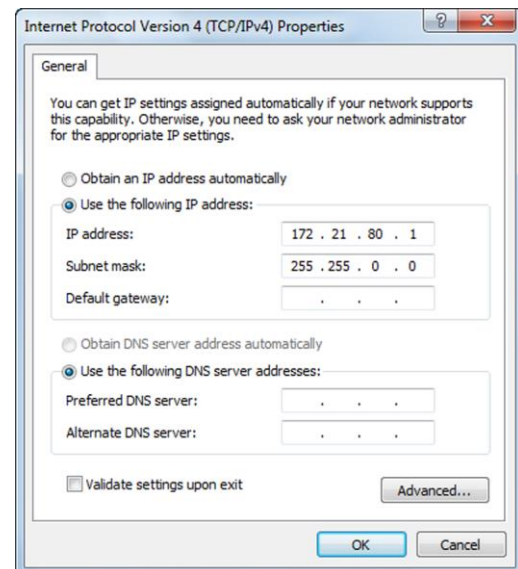 Internet Protocol Version 4 (TCP/IPv4) Properties
General
You can get IP settings assigned automatically if your network supports
this capability. Otherwise, you need to ask your network administrator
for the appropriate IP settings.
Obtain an IP address automatically
Use the following IP address:
IP address: 172 . 21 . 80 . 1
Subnet mask: 255 . 255 . 0 . 0
Default gateway: . . .
Obtain DNS server address automatically
Use the following DNS server addresses:
Preferred DNS server: . . .
Alternate DNS server: . . .
Validate settings upon exit
Advanced...
OK Cancel